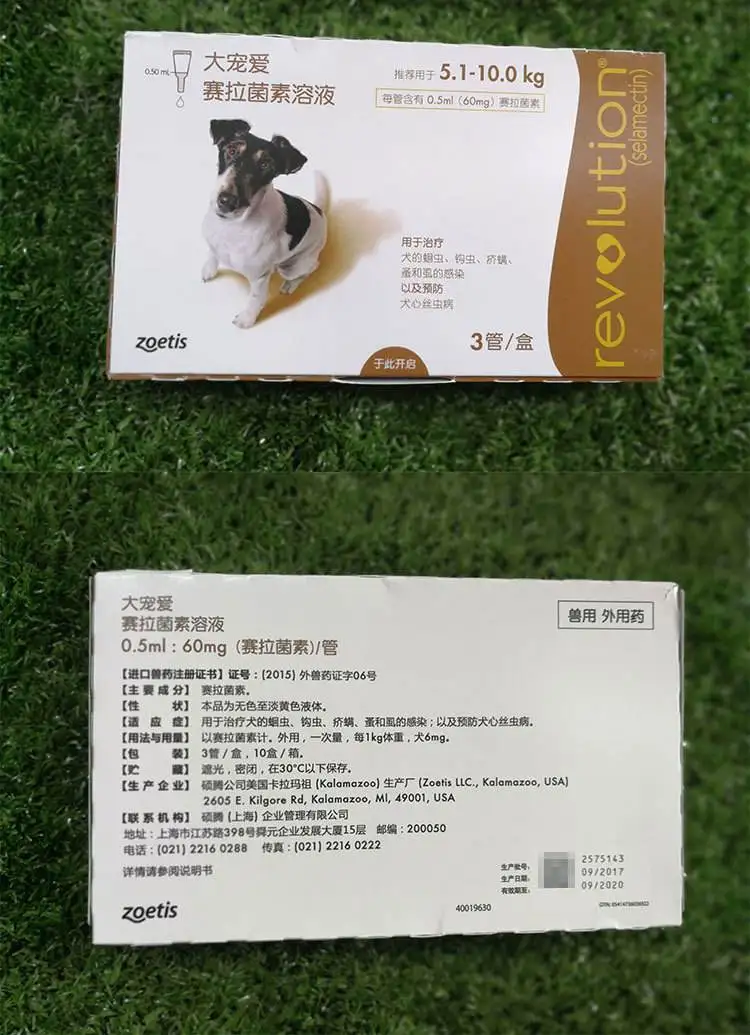 0.50 mL
大宠爱
赛拉菌素溶液
推荐用于 5.1-10.0 kg
每管含有 0.5ml（60mg）赛拉菌素
revolution®
(selamectin)
用于治疗
犬的蛔虫、钩虫、疥螨、
蚤和虱的感染
以及预防
犬心丝虫病
zoetis
3管/盒
于此开启
大宠爱
赛拉菌素溶液
0.5ml：60mg（赛拉菌素）/管
兽用 外用药
【进口兽药注册证书】证号：(2015) 外兽药证字06号
【主要成分】 赛拉菌素。
【性 状】 本品为无色至淡黄色液体。
【适 应 症】 用于治疗犬的蛔虫、钩虫、疥螨、蚤和虱的感染；以及预防犬心丝虫病。
【用法与用量】 以赛拉菌素计。外用，一次量，每1kg体重，犬6mg。
【包 装】 3管/盒，10盒/箱。
【贮 藏】 遮光，密闭，在30°C以下保存。
【生产企业】 硕腾公司美国卡拉玛祖 (Kalamazoo) 生产厂 (Zoetis LLC., Kalamazoo, USA)
2605 E. Kilgore Rd, Kalamazoo, MI, 49001, USA
【联系机构】 硕腾 (上海) 企业管理有限公司
地址：上海市江苏路398号舜元企业发展大厦15层 邮编：200050
电话：(021) 2216 0288 传真：(021) 2216 0222
详情请参阅说明书
生产批号： 2575143
生产日期： 09/2017
有效期至： 09/2020
zoetis
40019630